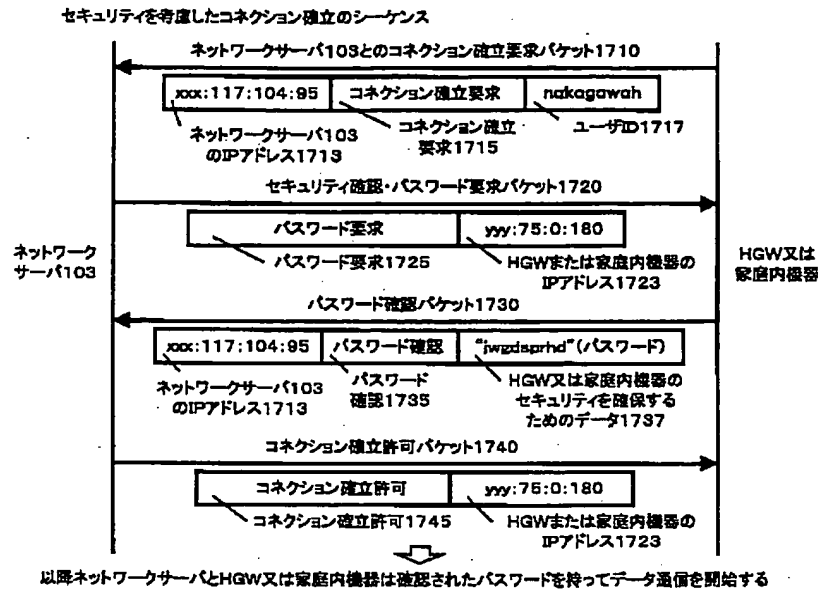 セキュリティを考慮したコネクション確立のシーケンス
ネットワークサーバ103とのコネクション確立要求パケット1710
xxx:117:104:95
コネクション確立要求
nakagawah
ネットワークサーバ103
のIPアドレス1713
コネクション確立
要求1715
ユーザID1717
セキュリティ確認・パスワード要求パケット1720
パスワード要求
yyy:75:0:180
パスワード要求1725
HGWまたは家庭内機器の
IPアドレス1723
ネットワーク
サーバ103
HGW又は
家庭内機器
パスワード確認パケット1730
xxx:117:104:95
パスワード確認
"jwgdsprhd"(パスワード)
ネットワークサーバ103
のIPアドレス1713
パスワード
確認1735
HGW又は家庭内機器の
セキュリティを確保する
ためのデータ1737
コネクション確立許可パケット1740
コネクション確立許可
yyy:75:0:180
コネクション確立許可1745
HGWまたは家庭内機器の
IPアドレス1723
以降ネットワークサーバとHGW又は家庭内機器は確認されたパスワードを持ってデータ通信を開始する